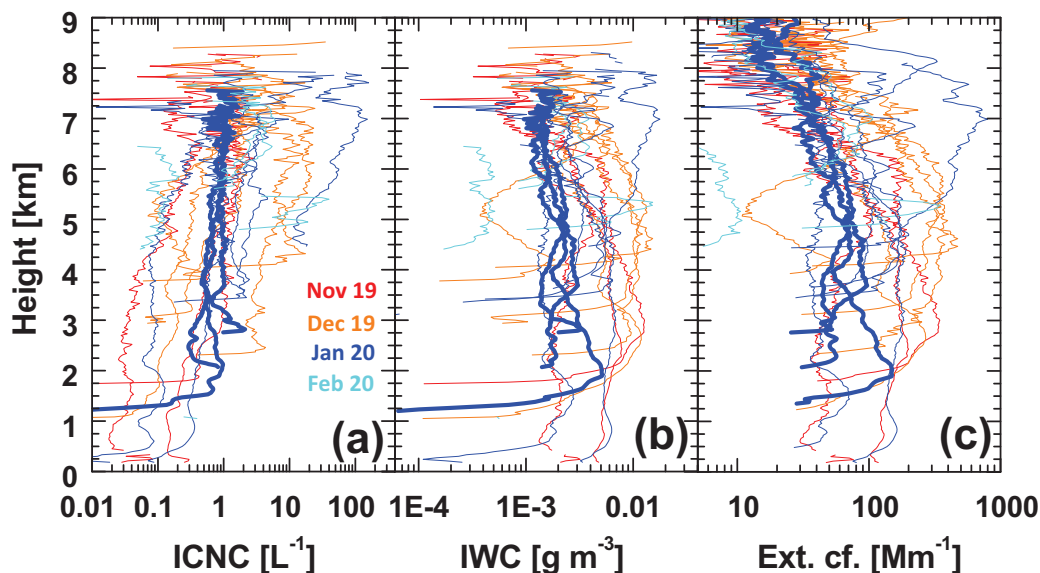 9
8
7
6
5
4
3
2
1
0
Height [km]
Nov 19
Dec 19
Jan 20
Feb 20
(a) (b) (c)
0.01 0.1 1 10 100 1E-4 1E-3 0.01 10 100 1000
ICNC [L⁻¹] IWC [g m⁻³] Ext. cf. [Mm⁻¹]